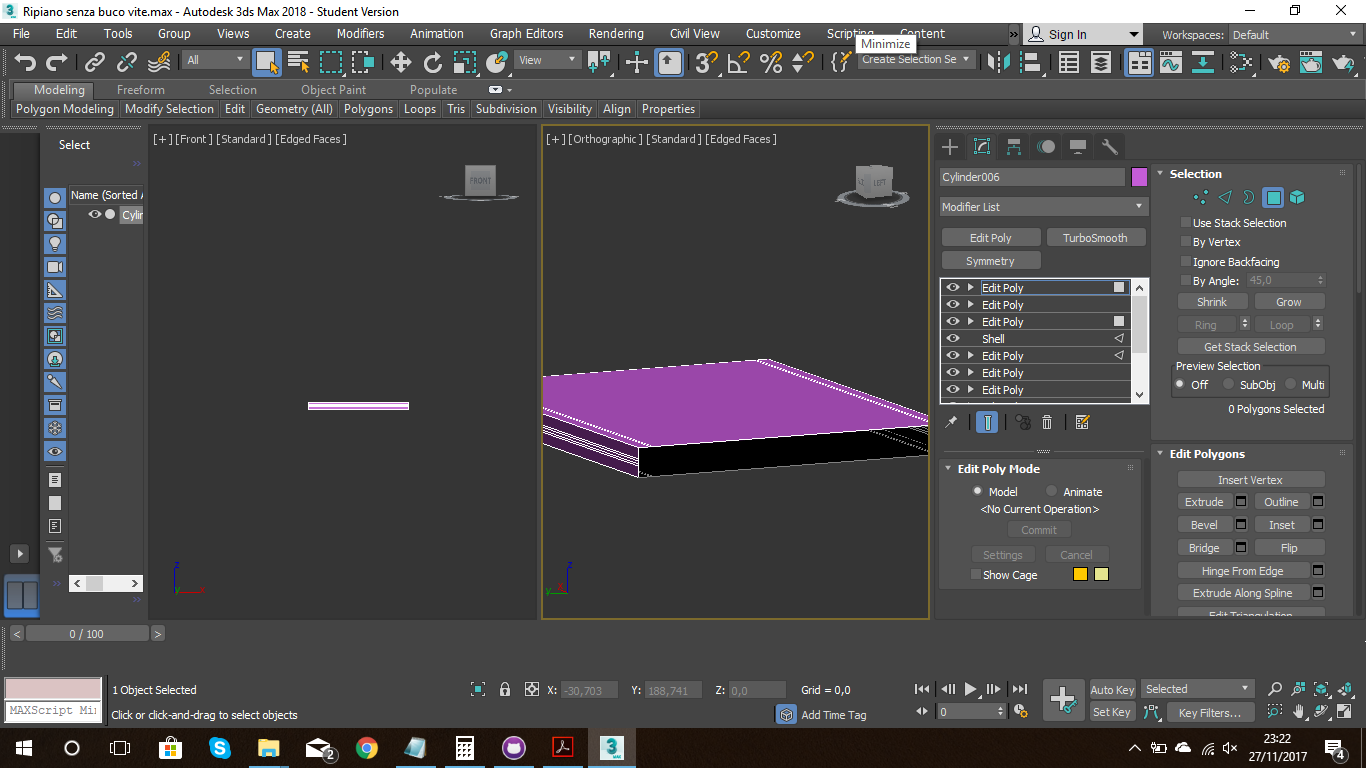 Ripiano senza buco vite.max - Autodesk 3ds Max 2018 - Student Version
File Edit Tools Group Views Create Modifiers Animation Graph Editors Rendering Civil View Customize Scripting Content » Sign In Workspaces: Default
Minimize
All View Create Selection Se
Modeling Freeform Selection Object Paint Populate
Polygon Modeling Modify Selection Edit Geometry (All) Polygons Loops Tris Subdivision Visibility Align Properties
Select
[+] [Front ] [Standard ] [Edged Faces ]
[+] [Orthographic ] [Standard ] [Edged Faces ]
FRONT
LEFT
Name (Sorted A
Cylin
Cylinder006
Modifier List
Edit Poly TurboSmooth
Symmetry
Edit Poly
Edit Poly
Edit Poly
Shell
Edit Poly
Edit Poly
Edit Poly
Edit Poly Mode
Model Animate
<No Current Operation>
Commit
Settings Cancel
Show Cage
Selection
Use Stack Selection
By Vertex
Ignore Backfacing
By Angle: 45,0
Shrink Grow
Ring Loop
Get Stack Selection
Preview Selection
Off SubObj Multi
0 Polygons Selected
Edit Polygons
Insert Vertex
Extrude Outline
Bevel Inset
Bridge Flip
Hinge From Edge
Extrude Along Spline
Edit Triangulation
z
y x
z
y x
< 0 / 100 >
1 Object Selected
X: -30,703 Y: 188,741 Z: 0,0 Grid = 0,0
Auto Key Selected
MAXScript Mi
Click or click-and-drag to select objects
Add Time Tag
0
Set Key Key Filters...
2
3
MAX
23:22
27/11/2017
4